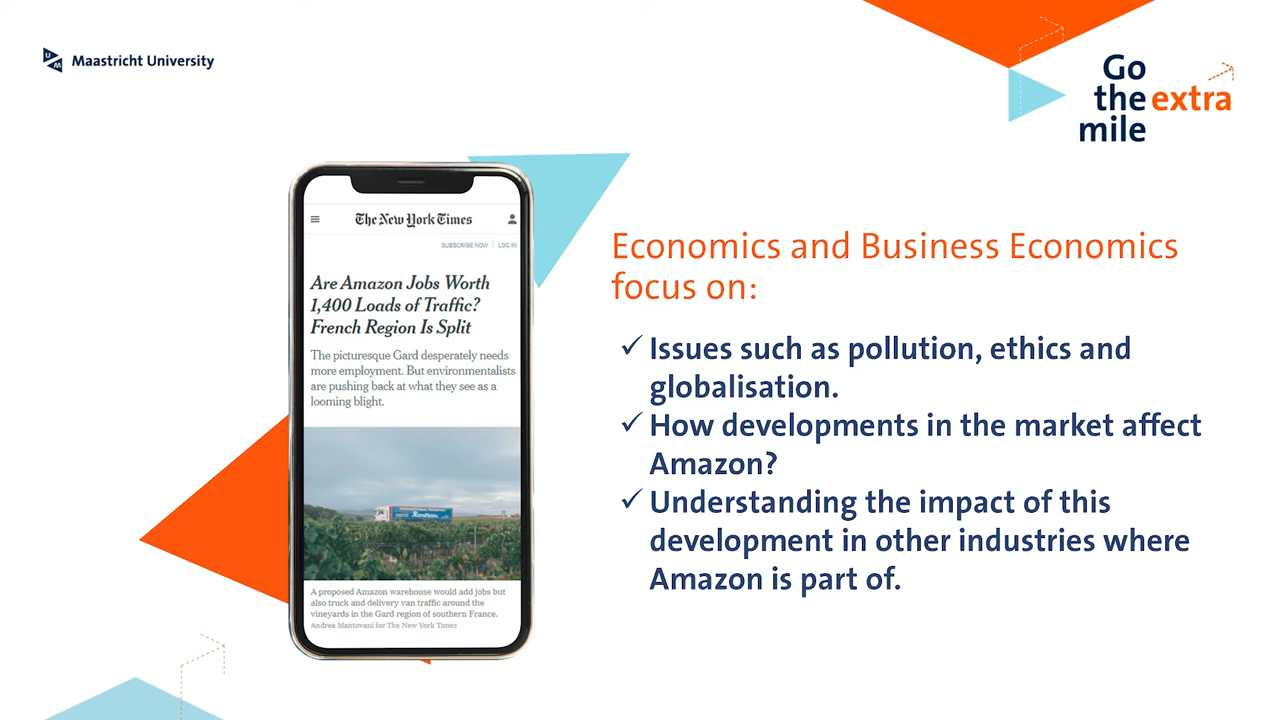 UM
Maastricht University
Go
the extra
mile
The New York Times
SUBSCRIBE NOW | LOG IN
Are Amazon Jobs Worth
1,400 Loads of Traffic?
French Region Is Split
The picturesque Gard desperately needs
more employment. But environmentalists
are pushing back at what they see as a
looming blight.
A proposed Amazon warehouse would add jobs but
also truck and delivery van traffic around the
vineyards in the Gard region of southern France.
Andrea Mantovani for The New York Times
Economics and Business Economics
focus on:
✓ Issues such as pollution, ethics and
globalisation.
✓ How developments in the market affect
Amazon?
✓ Understanding the impact of this
development in other industries where
Amazon is part of.